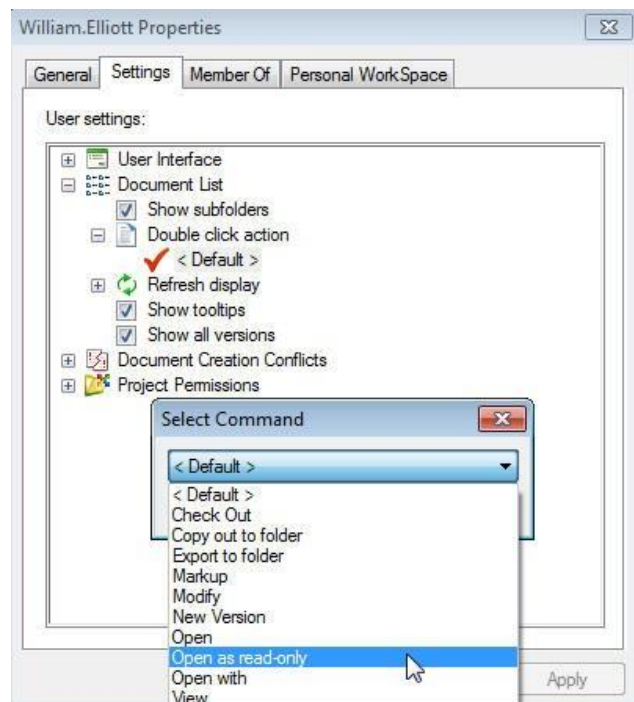 William.Elliott Properties
General Settings Member Of Personal WorkSpace
User settings:
User Interface
Document List
Show subfolders
Double click action
< Default >
Refresh display
Show tooltips
Show all versions
Document Creation Conflicts
Project Permissions
Select Command
< Default >
< Default >
Check Out
Copy out to folder
Export to folder
Markup
Modify
New Version
Open
Open as read-only
Open with
View
Apply